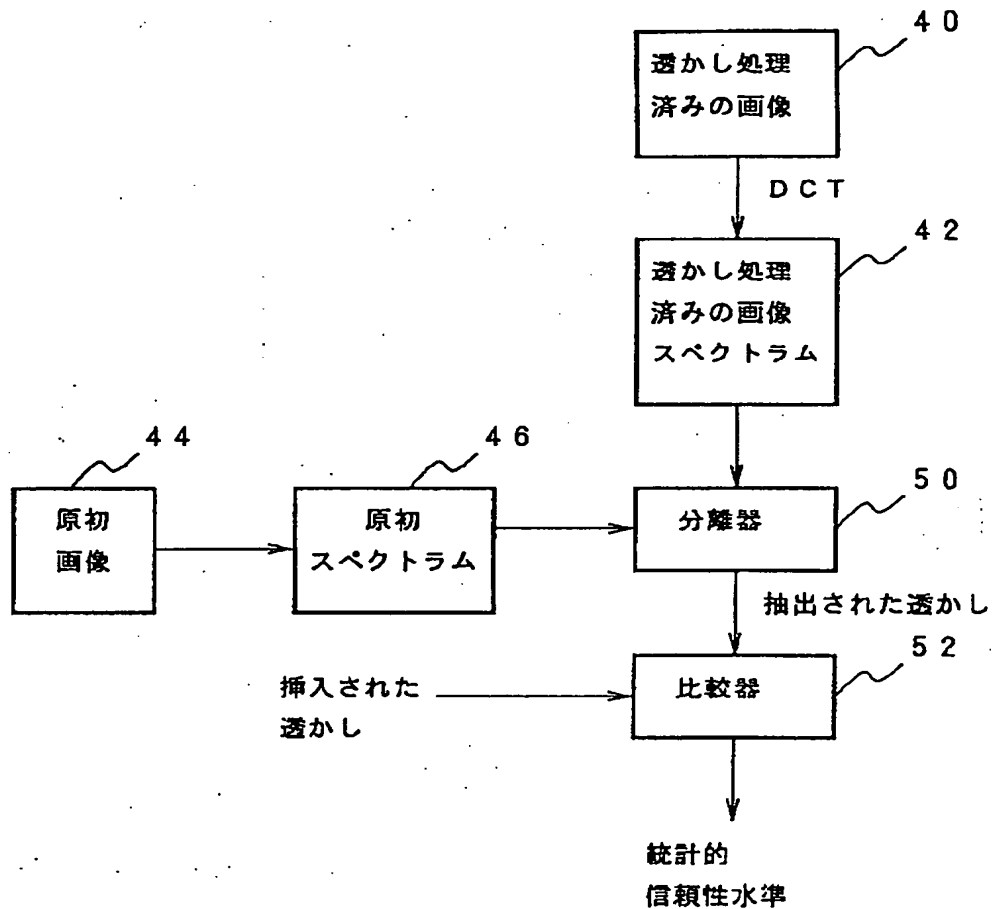 ４０
透かし処理
済みの画像
ＤＣＴ
４２
透かし処理
済みの画像
スペクトラム
４４
原初
画像
４６
原初
スペクトラム
５０
分離器
抽出された透かし
５２
挿入された
透かし
比較器
統計的
信頼性水準